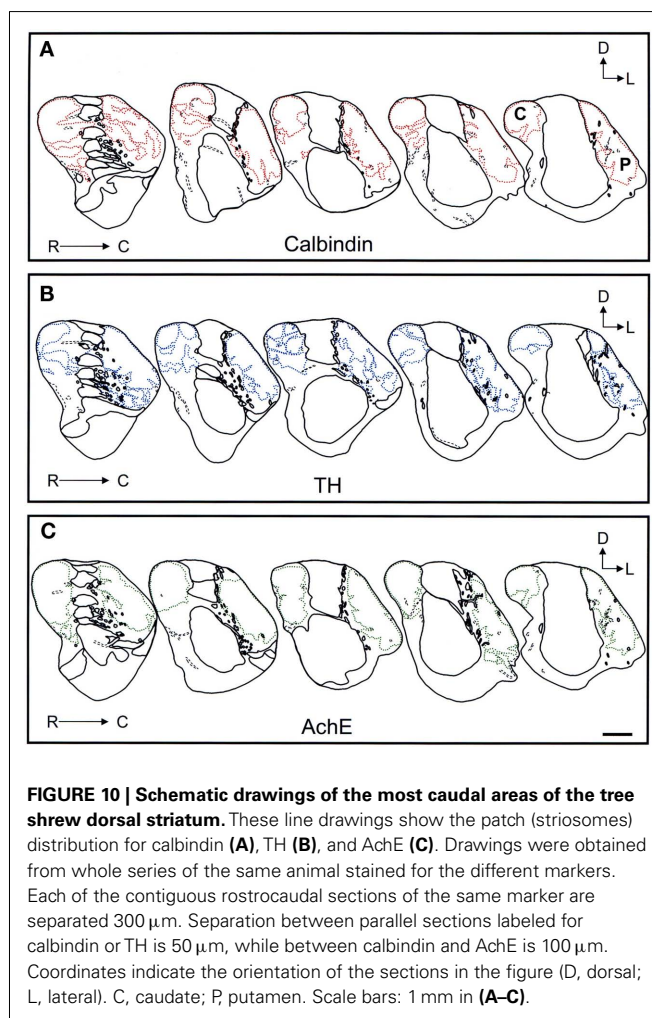 A
D
L
C
P
R C
Calbindin
B
D
L
R C
TH
C
D
L
R C
AchE
FIGURE 10 | Schematic drawings of the most caudal areas of the tree
shrew dorsal striatum. These line drawings show the patch (striosomes)
distribution for calbindin (A), TH (B), and AchE (C). Drawings were obtained
from whole series of the same animal stained for the different markers.
Each of the contiguous rostrocaudal sections of the same marker are
separated 300 μm. Separation between parallel sections labeled for
calbindin or TH is 50 μm, while between calbindin and AchE is 100 μm.
Coordinates indicate the orientation of the sections in the figure (D, dorsal;
L, lateral). C, caudate; P, putamen. Scale bars: 1 mm in (A–C).